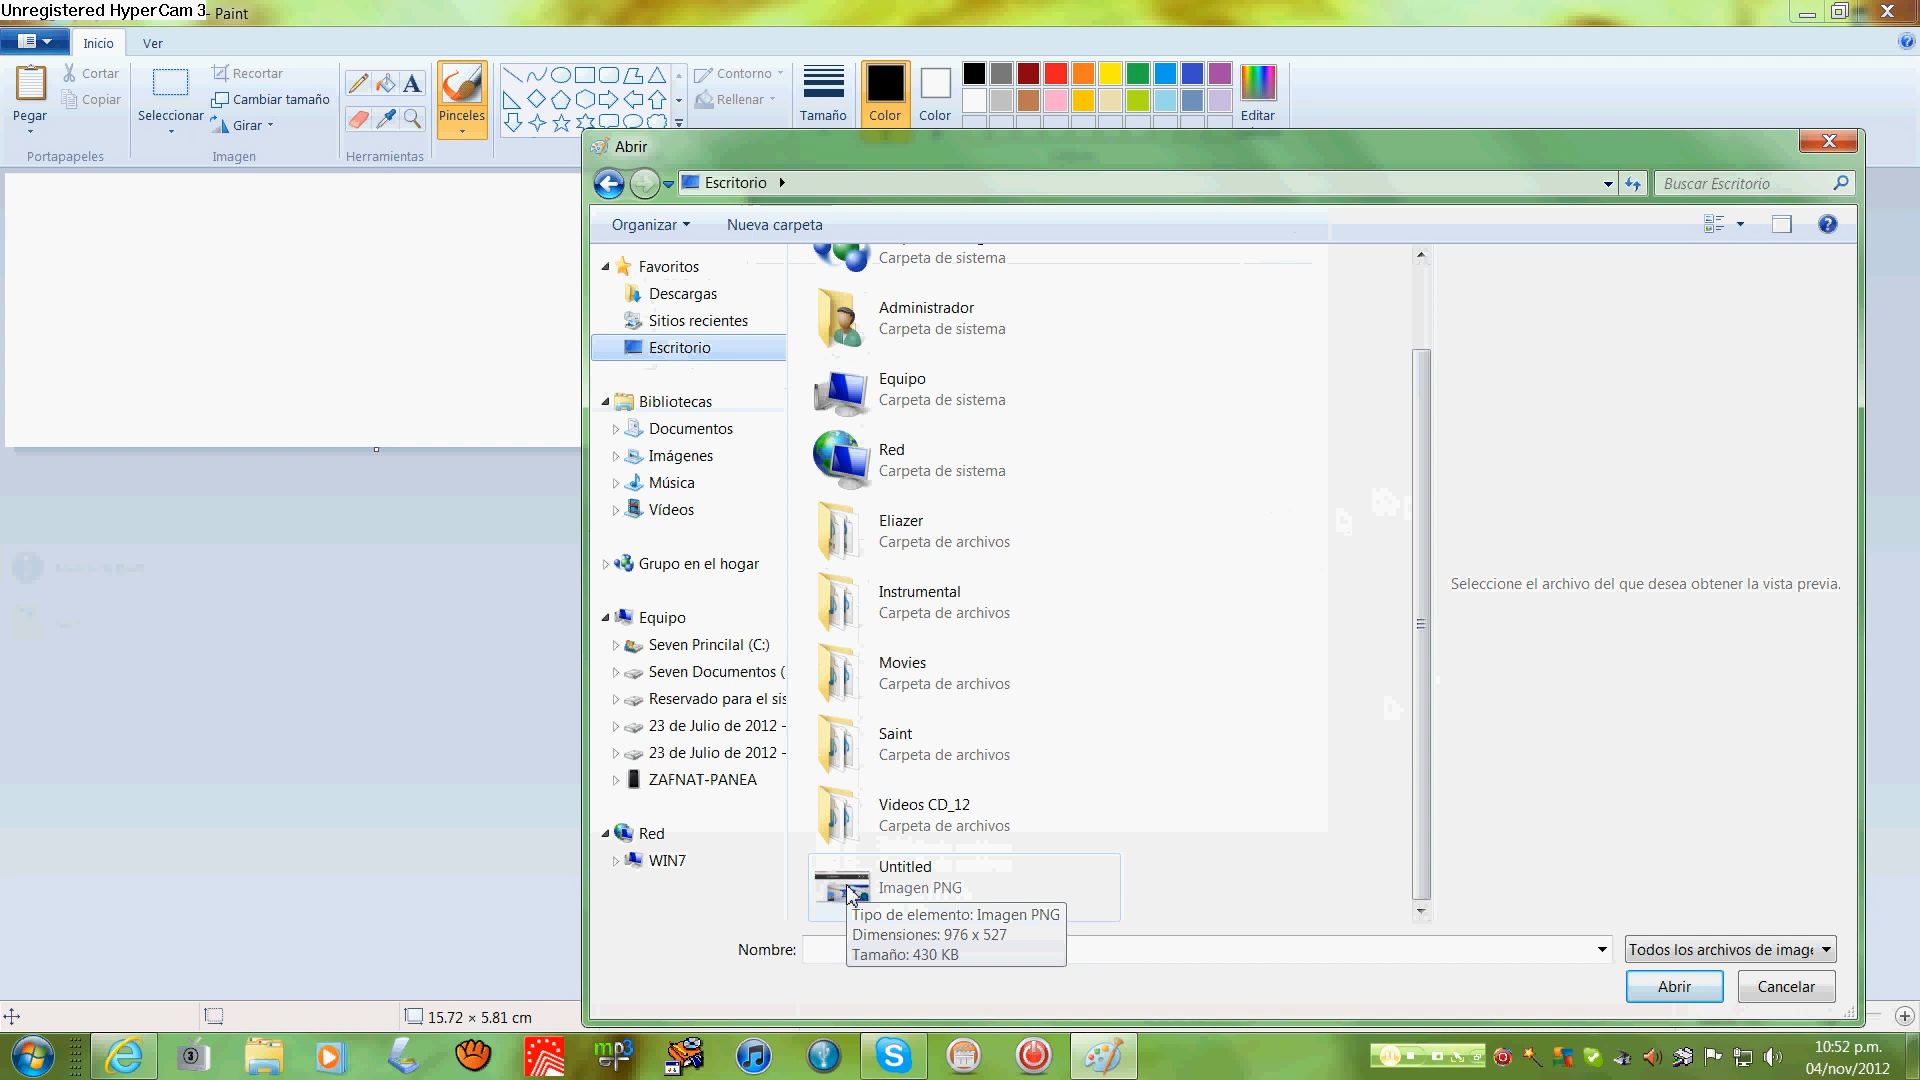 Unregistered HyperCam 3 - Paint
Inicio
Ver
Pegar
Cortar
Copiar
Portapapeles
Seleccionar
Recortar
Cambiar tamaño
Girar
Imagen
A
Herramientas
Pinceles
Contorno
Rellenar
Tamaño
Color
Color
Editar
Abrir
Escritorio
Buscar Escritorio
Organizar
Nueva carpeta
Favoritos
Descargas
Sitios recientes
Escritorio
Bibliotecas
Documentos
Imágenes
Música
Vídeos
Grupo en el hogar
Equipo
Seven Princilal (C:)
Seven Documentos (
Reservado para el sis
23 de Julio de 2012 -
23 de Julio de 2012 -
ZAFNAT-PANEA
Red
WIN7
Carpeta de sistema
Administrador
Carpeta de sistema
Equipo
Carpeta de sistema
Red
Carpeta de sistema
Eliazer
Carpeta de archivos
Instrumental
Carpeta de archivos
Movies
Carpeta de archivos
Saint
Carpeta de archivos
Videos CD_12
Carpeta de archivos
Untitled
Imagen PNG
Tipo de elemento: Imagen PNG
Dimensiones: 976 x 527
Tamaño: 430 KB
Seleccione el archivo del que desea obtener la vista previa.
Nombre:
Todos los archivos de image
Abrir
Cancelar
15.72 × 5.81 cm
mp3
10:52 p.m.
04/nov/2012